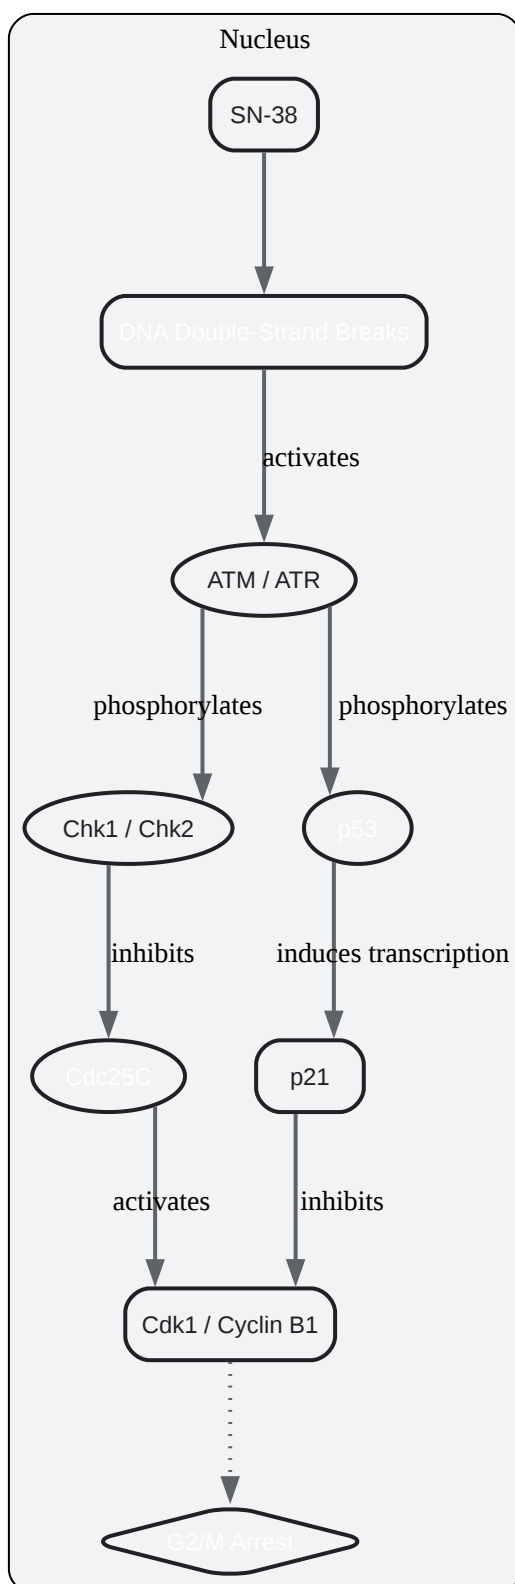 Nucleus
SN-38
DNA Double-Strand Breaks
activates
ATM / ATR
phosphorylates
phosphorylates
Chk1 / Chk2
p53
inhibits
induces transcription
Cdc25C
p21
activates
inhibits
Cdk1 / Cyclin B1
G2/M Arrest